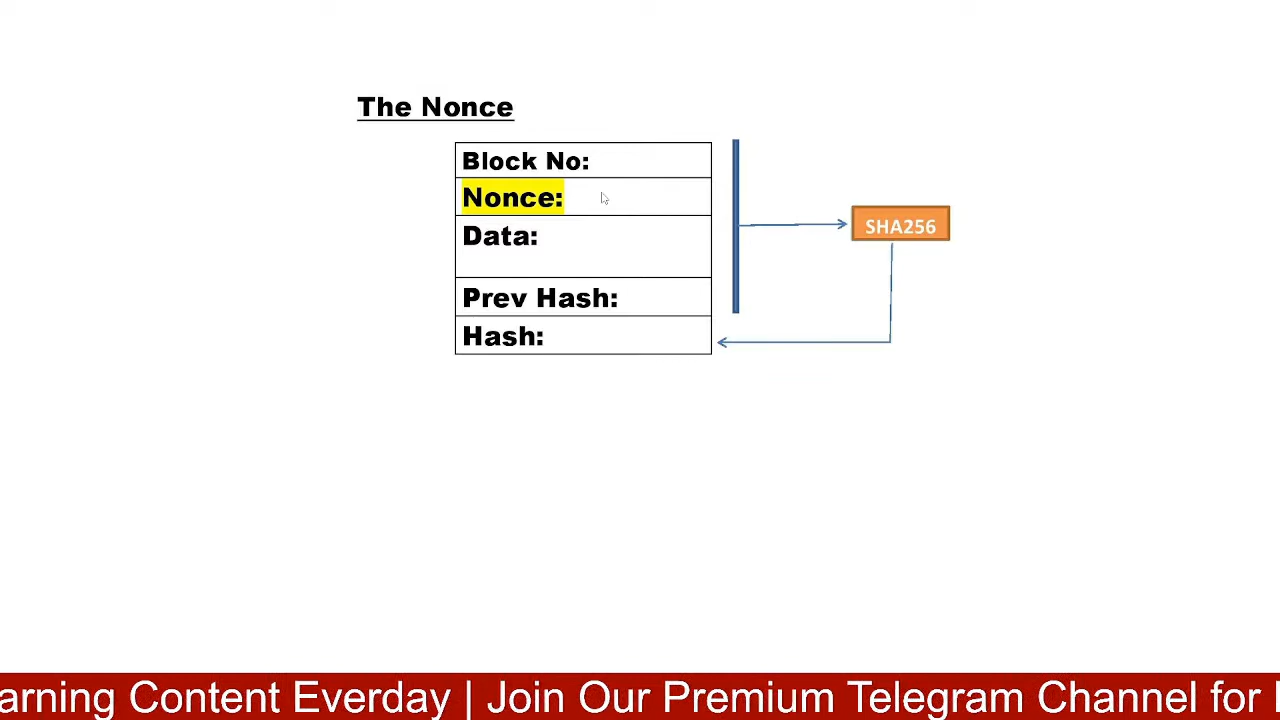 The Nonce
Block No:
Nonce:
Data:
Prev Hash:
Hash:
SHA256
arning Content Everday | Join Our Premium Telegram Channel for